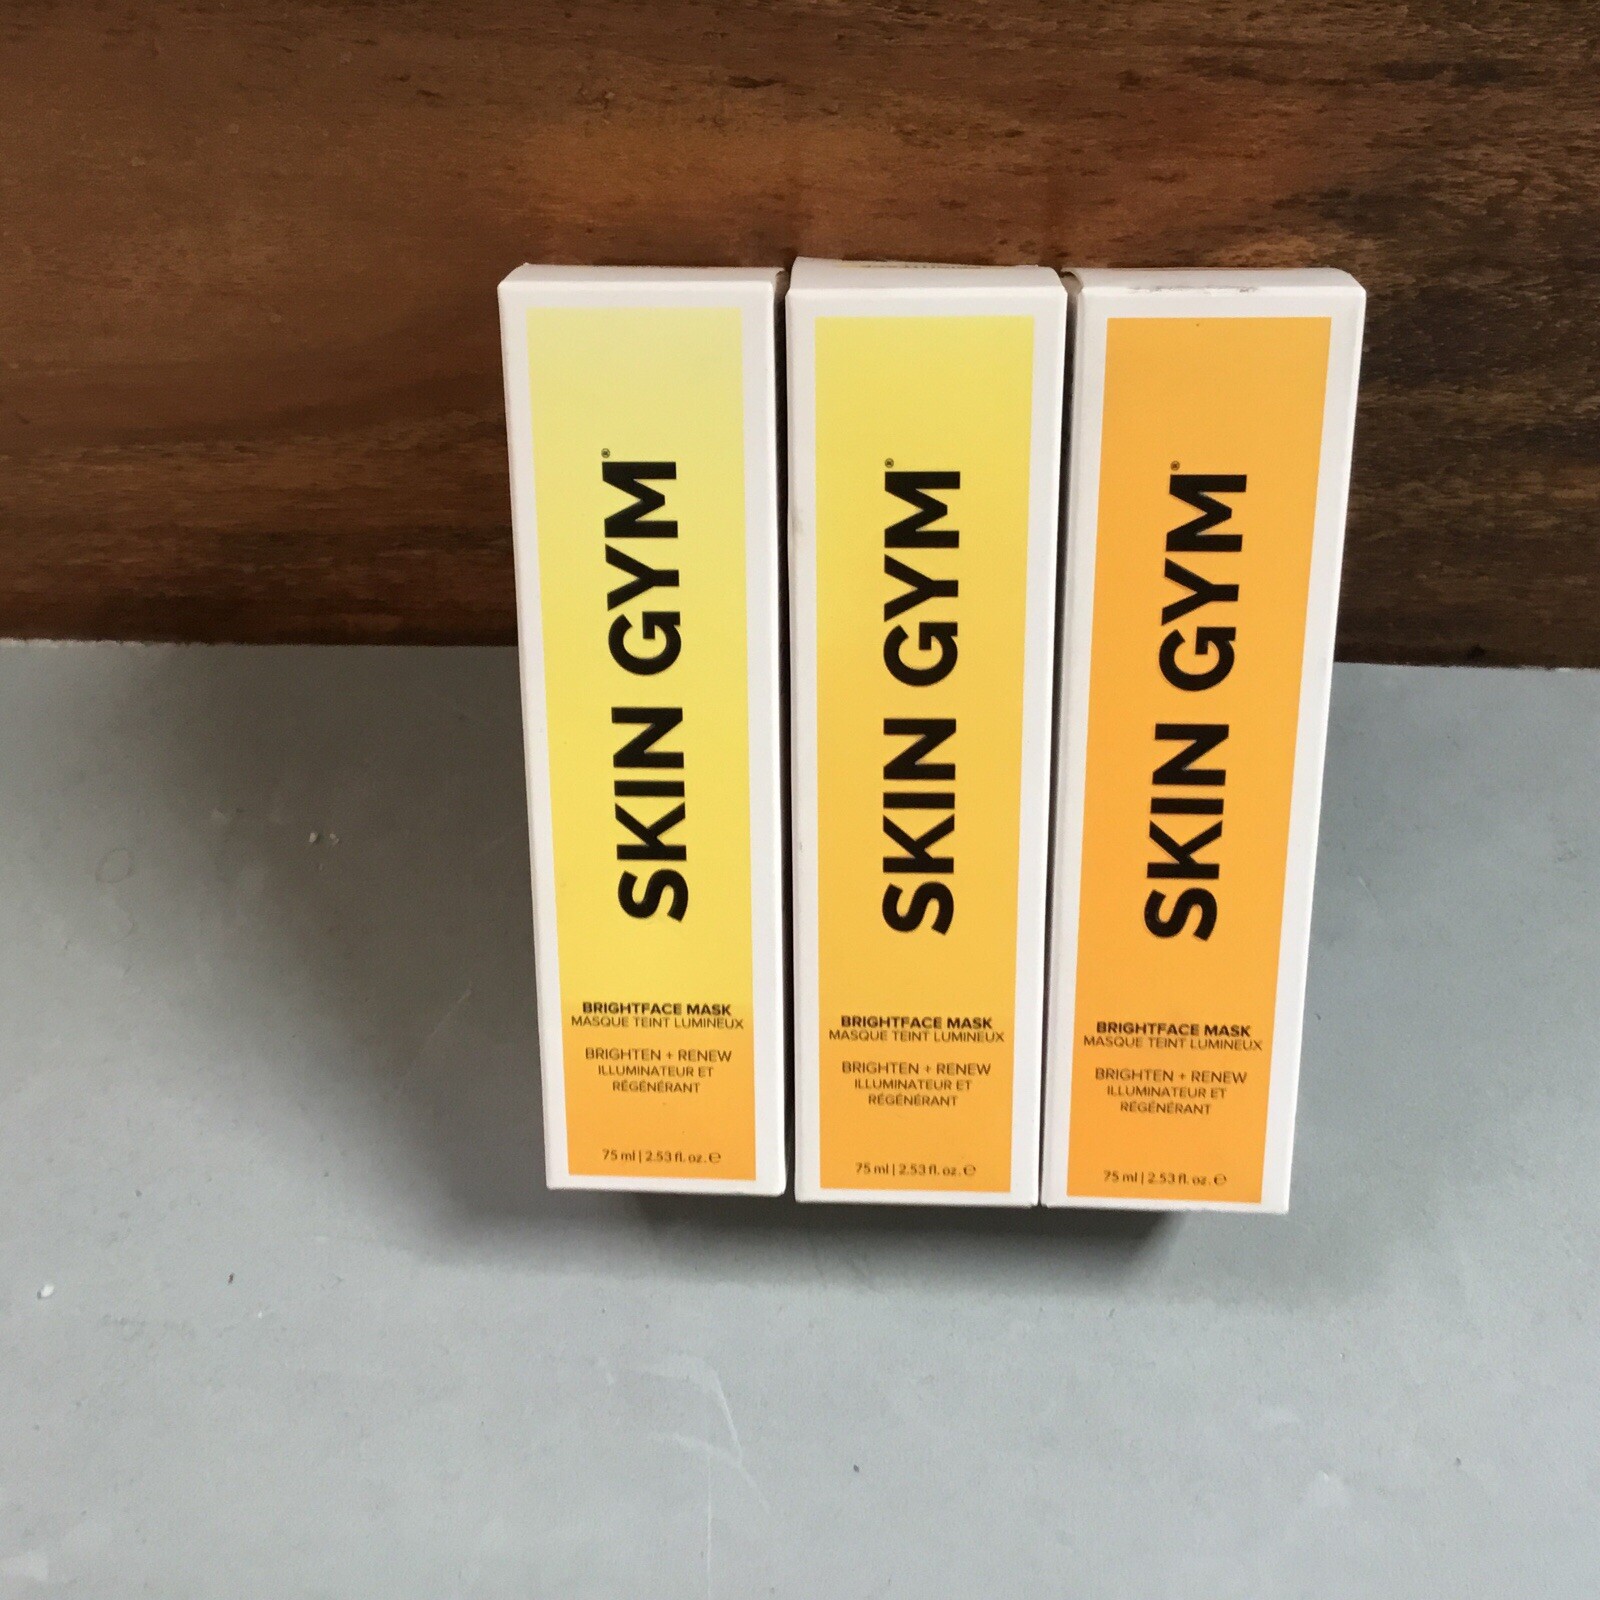 SKIN GYM®
BRIGHTFACE MASK
MASQUE TEINT LUMINEUX
BRIGHTEN + RENEW
ILLUMINATEUR ET
RÉGÉNÉRANT
75 ml | 2.53 fl. oz. ℮
SKIN GYM®
BRIGHTFACE MASK
MASQUE TEINT LUMINEUX
BRIGHTEN + RENEW
ILLUMINATEUR ET
RÉGÉNÉRANT
75 ml | 2.53 fl. oz. ℮
SKIN GYM®
BRIGHTFACE MASK
MASQUE TEINT LUMINEUX
BRIGHTEN + RENEW
ILLUMINATEUR ET
RÉGÉNÉRANT
75 ml | 2.53 fl. oz. ℮